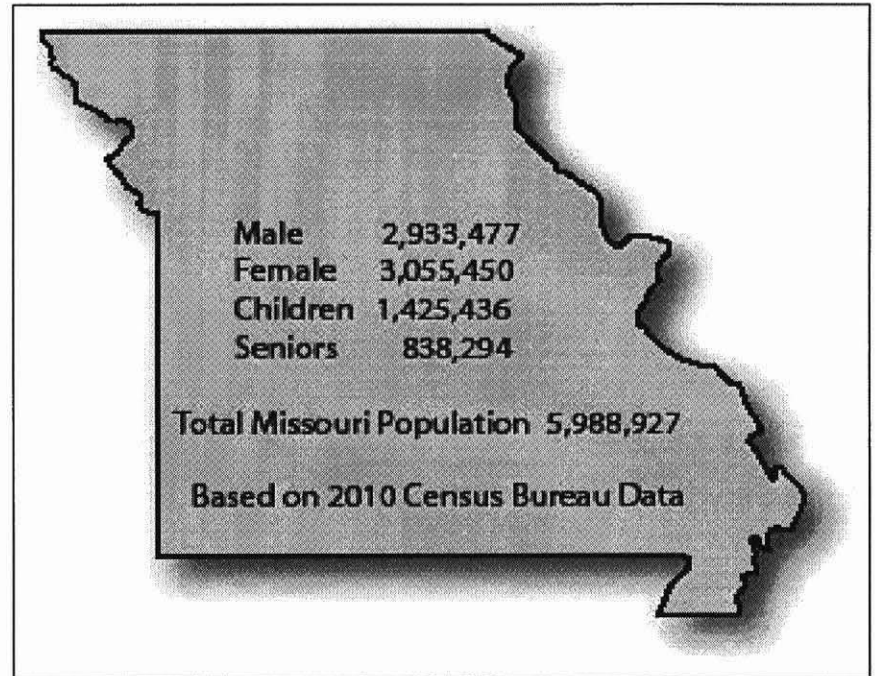 Male 2,933,477
Female 3,055,450
Children 1,425,436
Seniors 838,294
Total Missouri Population 5,988,927
Based on 2010 Census Bureau Data